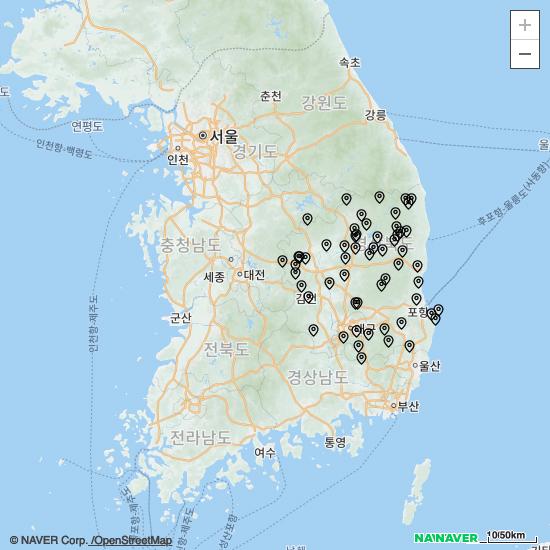 +
−
속초
춘천
강원도
강릉
도
연평도
울
서울
인천항-백령도
인천
경기도
후포항-울릉도(사동항)
충청남도
세종
대전
인천항-제주도
군산
포항
전북도
대구
경상남도
울산
부산
전라남도
통영
여수
© NAVER Corp. /OpenStreetMap
NAVER
10/50km